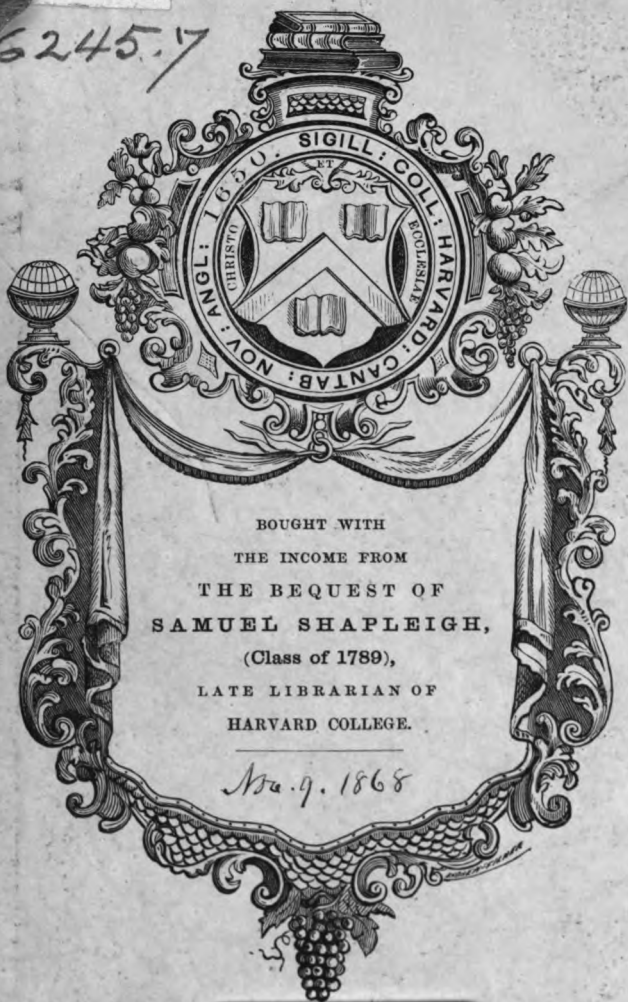 6245.7
SIGILL: COLL: HARVARD: CANTAB: NOV: ANGL: 1650.
ET
CHRISTO
ECCLESIAE
BOUGHT WITH
THE INCOME FROM
THE BEQUEST OF
SAMUEL SHAPLEIGH,
(Class of 1789),
LATE LIBRARIAN OF
HARVARD COLLEGE.
9. 1868